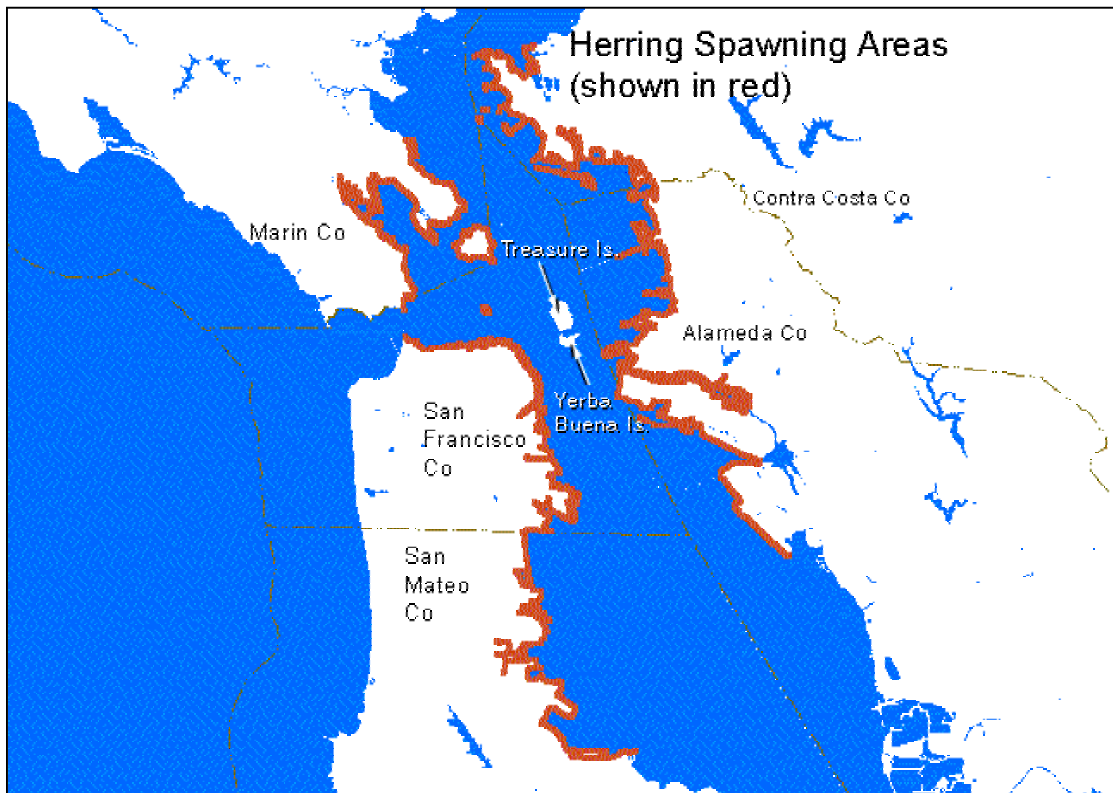 Herring Spawning Areas
(shown in red)
Contra Costa Co
Marin Co
Treasure Is.
Alameda Co
Yerba
Buena Is.
San
Francisco
Co
San
Mateo
Co